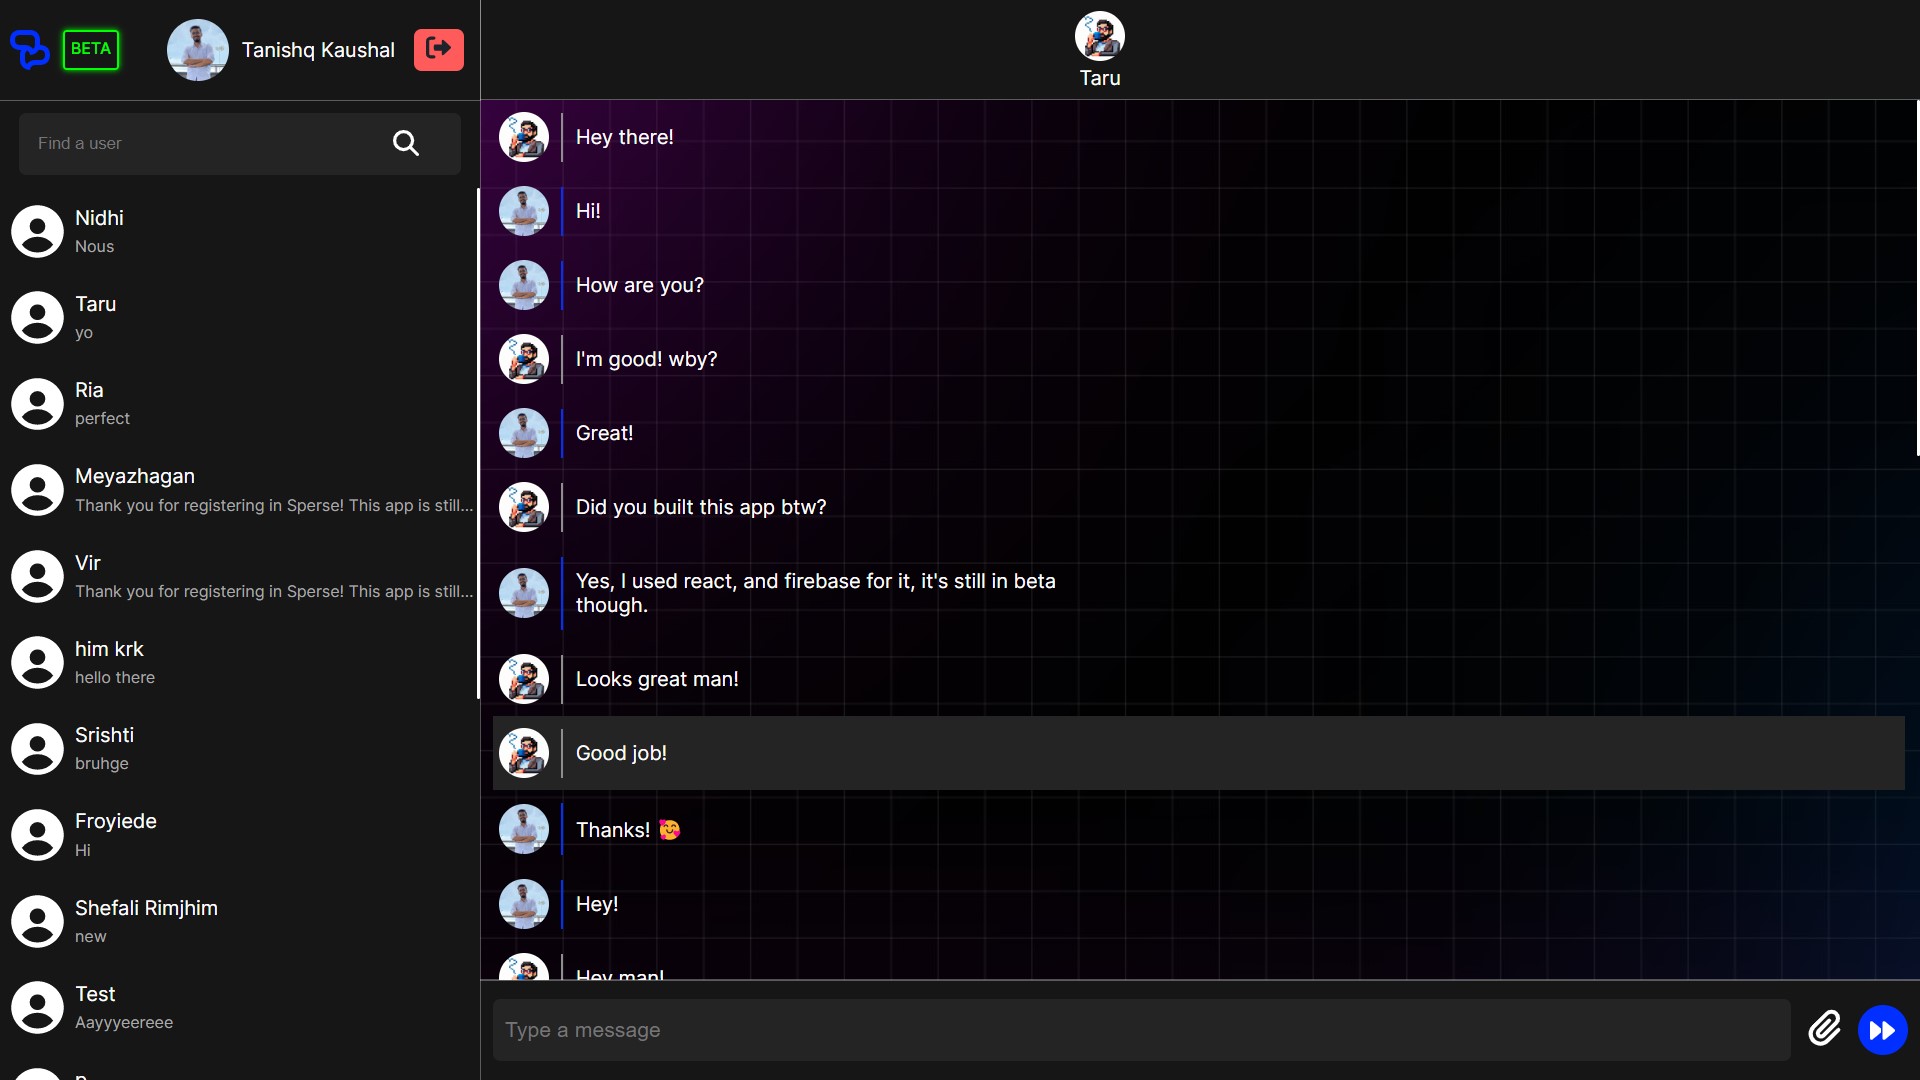 BETA
Tanishq Kaushal
Find a user
Nidhi
Nous
Taru
yo
Ria
perfect
Meyazhagan
Thank you for registering in Sperse! This app is still...
Vir
Thank you for registering in Sperse! This app is still...
him krk
hello there
Srishti
bruhge
Froyiede
Hi
Shefali Rimjhim
new
Test
Aayyyeereee
Taru
Hey there!
Hi!
How are you?
I'm good! wby?
Great!
Did you built this app btw?
Yes, I used react, and firebase for it, it's still in beta
though.
Looks great man!
Good job!
Thanks! 🥰
Hey!
Hey man!
Type a message